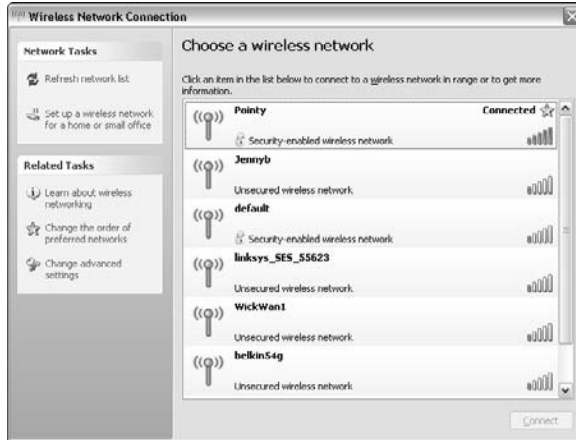 Wireless Network Connection
Network Tasks
Refresh network list
Set up a wireless network
for a home or small office
Related Tasks
Learn about wireless
networking
Change the order of
preferred networks
Change advanced
settings
Choose a wireless network
Click an item in the list below to connect to a wireless network in range or to get more
information.
Pointy Connected
Security-enabled wireless network
Jennyb
Unsecured wireless network
default
Security-enabled wireless network
linksys_SES_55623
Unsecured wireless network
WickWan1
Unsecured wireless network
belkin54g
Unsecured wireless network
Connect